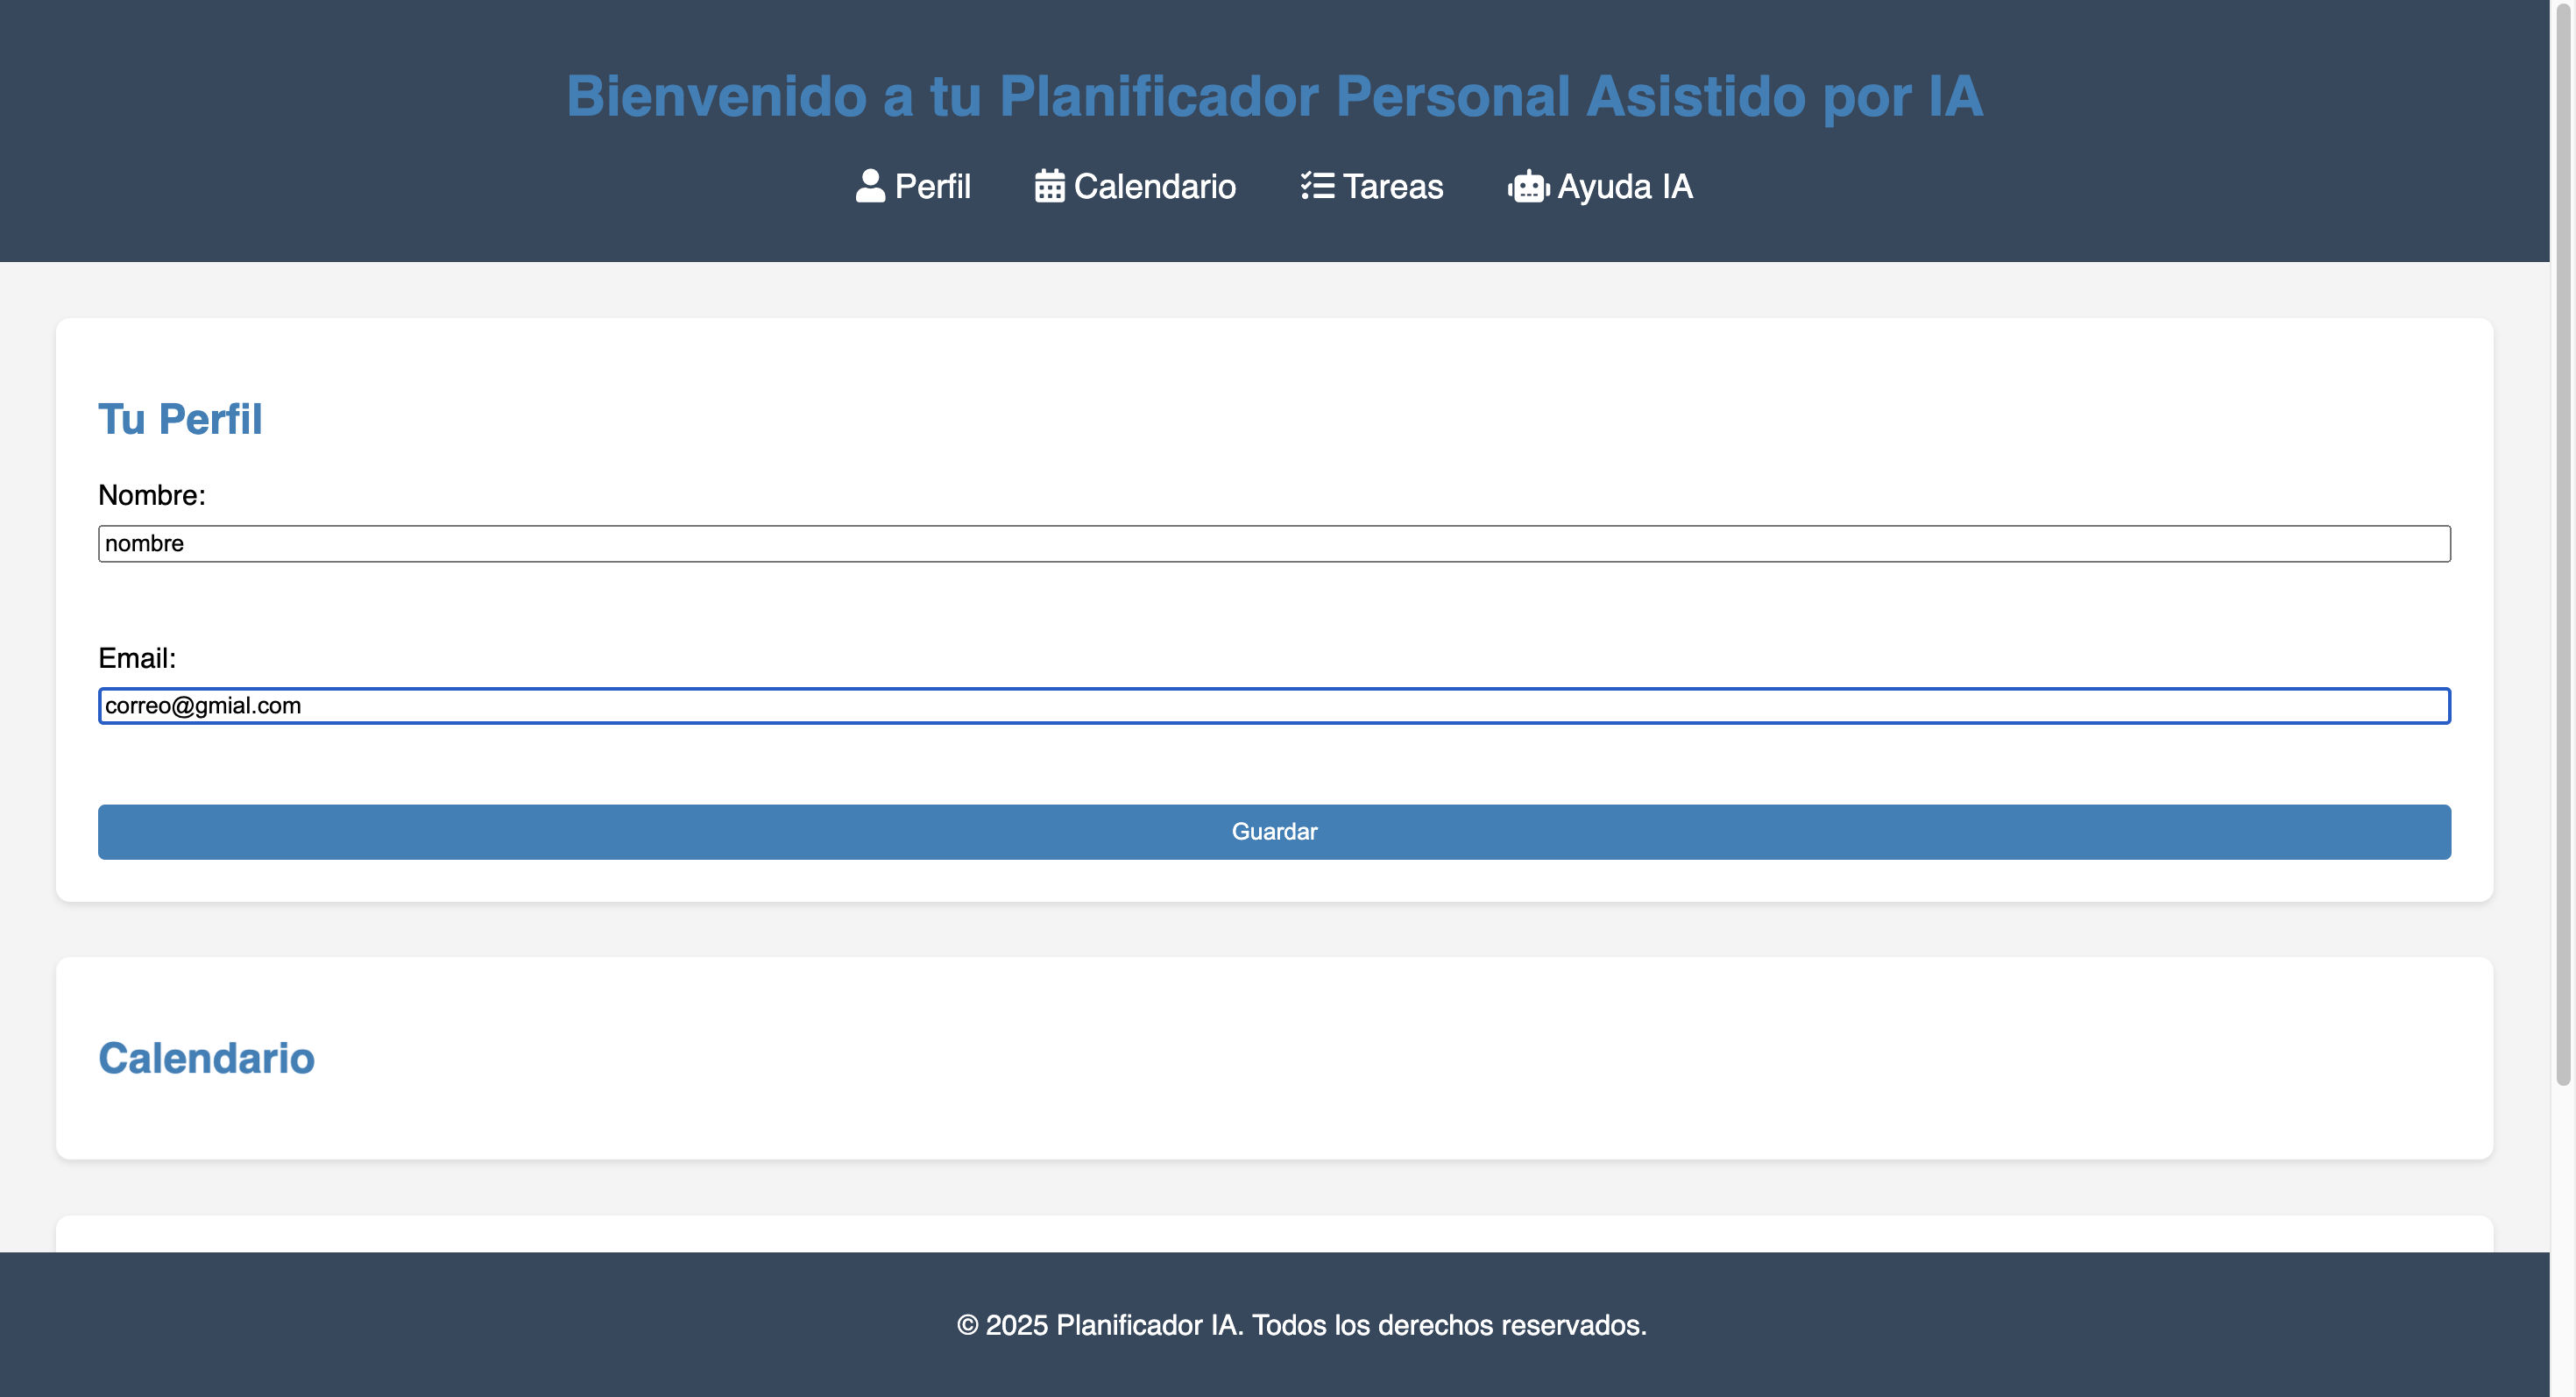 Bienvenido a tu Planificador Personal Asistido por IA
Perfil Calendario Tareas Ayuda IA
Tu Perfil
Nombre:
nombre
Email:
correo@gmial.com
Guardar
Calendario
© 2025 Planificador IA. Todos los derechos reservados.